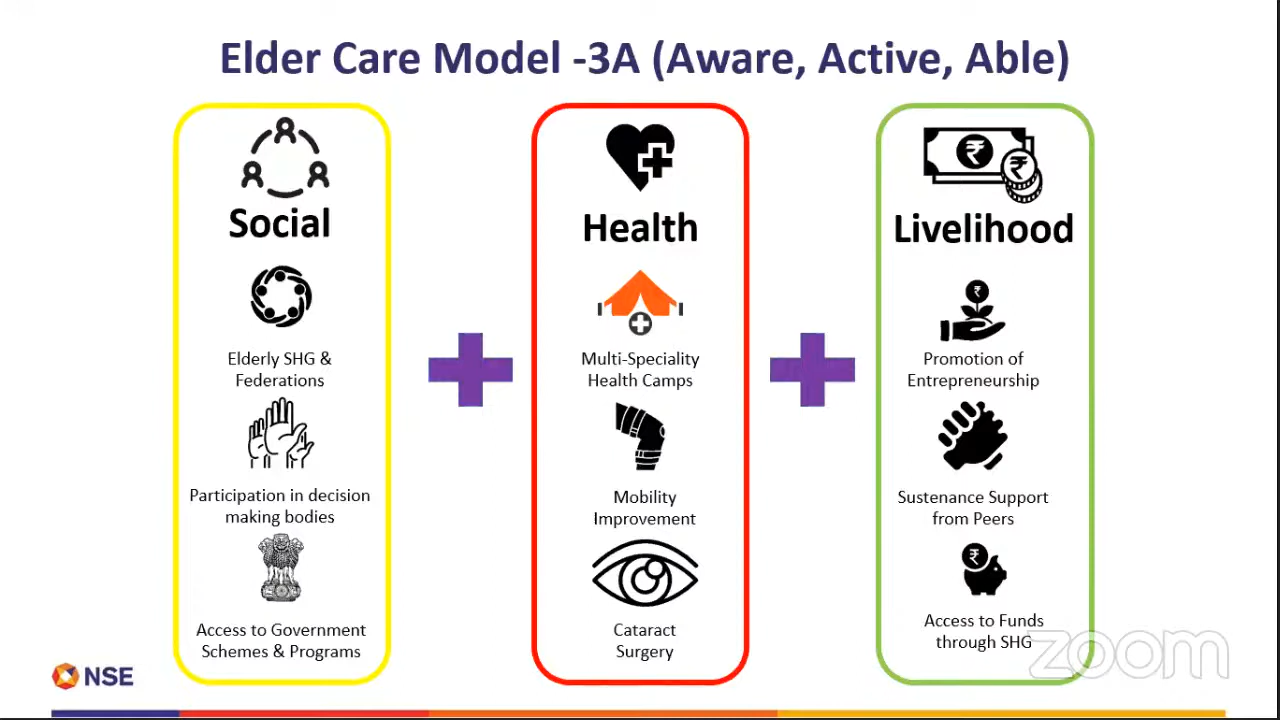 Elder Care Model -3A (Aware, Active, Able)
Social
Elderly SHG &
Federations
Participation in decision
making bodies
Access to Government
Schemes & Programs
Health
Multi-Speciality
Health Camps
Mobility
Improvement
Cataract
Surgery
Livelihood
₹
₹
₹
Promotion of
Entrepreneurship
Sustenance Support
from Peers
₹
Access to Funds
through SHG
NSE
zoom